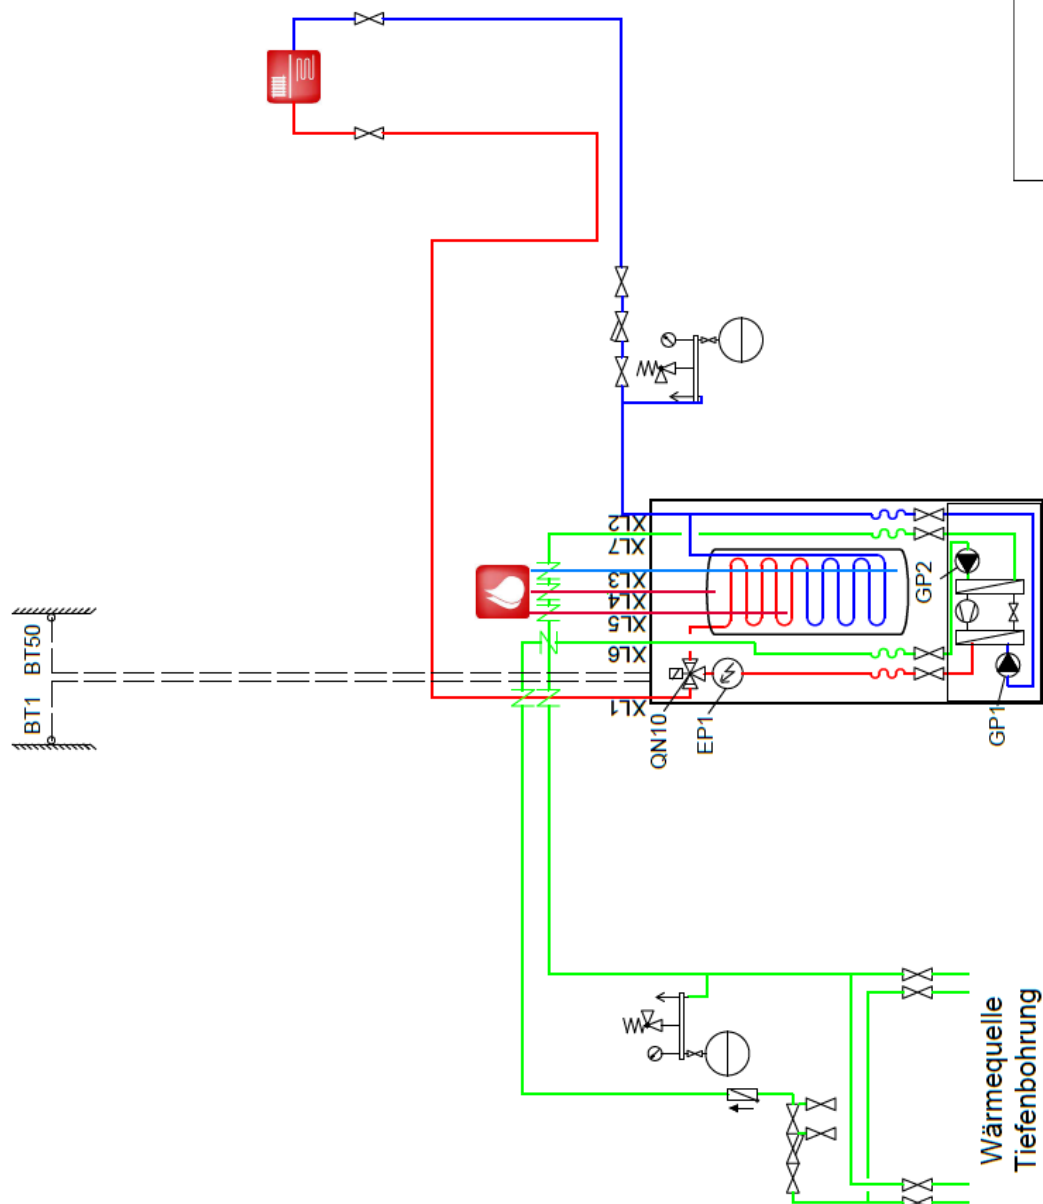 BT1
BT50
XL2
XL7
XL3
XL4
XL5
XL6
XL1
QN10
EP1
GP2
GP1
Wärmequelle
Tiefenbohrung